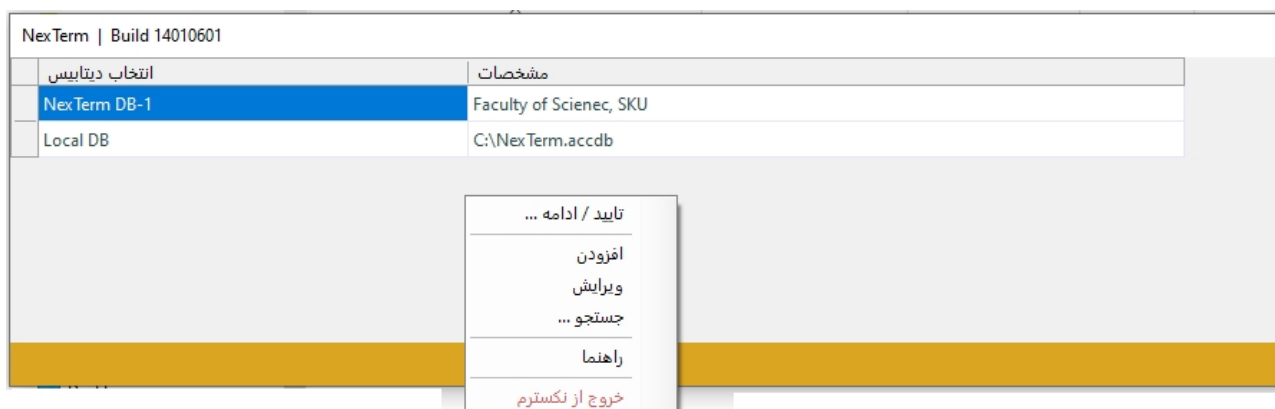 NexTerm | Build 14010601
انتخاب دیتابیس مشخصات
NexTerm DB-1 Faculty of Scienec, SKU
Local DB C:\NexTerm.accdb
تایید / ادامه ...
افزودن
ویرایش
جستجو ...
راهنما
خروج از نکسترم